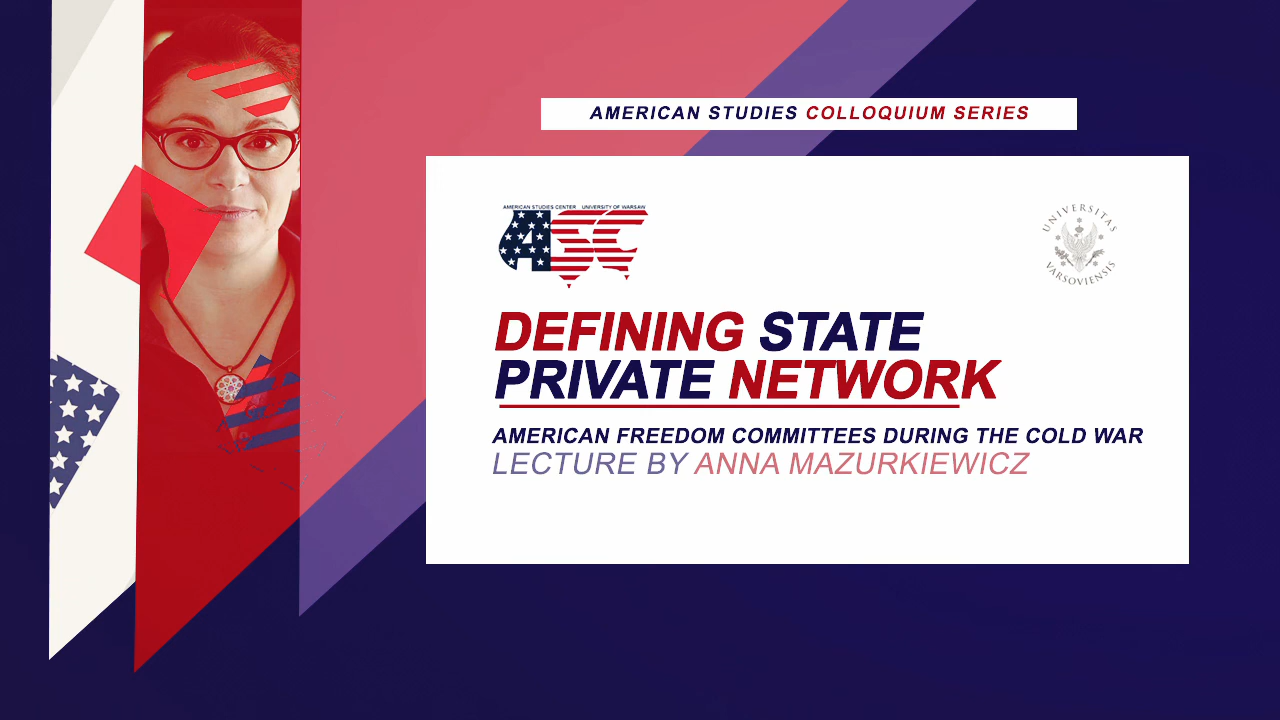 AMERICAN STUDIES COLLOQUIUM SERIES
AMERICAN STUDIES CENTER UNIVERSITY OF WARSAW
ASC
UNIVERSITAS
VARSOVIENSIS
DEFINING STATE
PRIVATE NETWORK
AMERICAN FREEDOM COMMITTEES DURING THE COLD WAR
LECTURE BY ANNA MAZURKIEWICZ